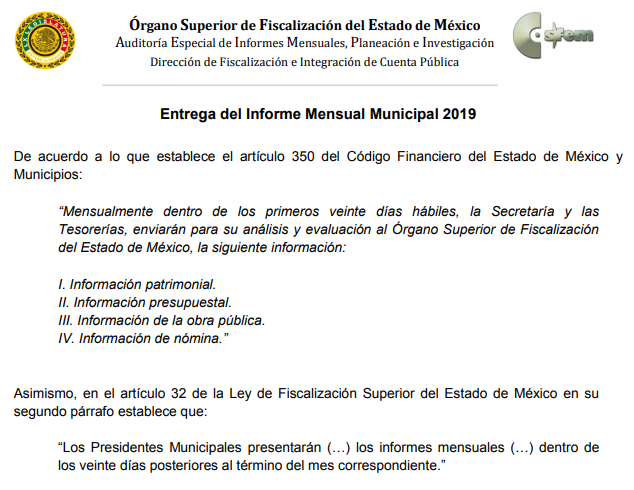 Órgano Superior de Fiscalización del Estado de México
Auditoría Especial de Informes Mensuales, Planeación e Investigación
Dirección de Fiscalización e Integración de Cuenta Pública
osfem
Entrega del Informe Mensual Municipal 2019
De acuerdo a lo que establece el artículo 350 del Código Financiero del Estado de México y
Municipios:
“Mensualmente dentro de los primeros veinte días hábiles, la Secretaría y las
Tesorerías, enviarán para su análisis y evaluación al Órgano Superior de Fiscalización
del Estado de México, la siguiente información:
I. Información patrimonial.
II. Información presupuestal.
III. Información de la obra pública.
IV. Información de nómina.”
Asimismo, en el artículo 32 de la Ley de Fiscalización Superior del Estado de México en su
segundo párrafo establece que:
“Los Presidentes Municipales presentarán (…) los informes mensuales (…) dentro de
los veinte días posteriores al término del mes correspondiente.”